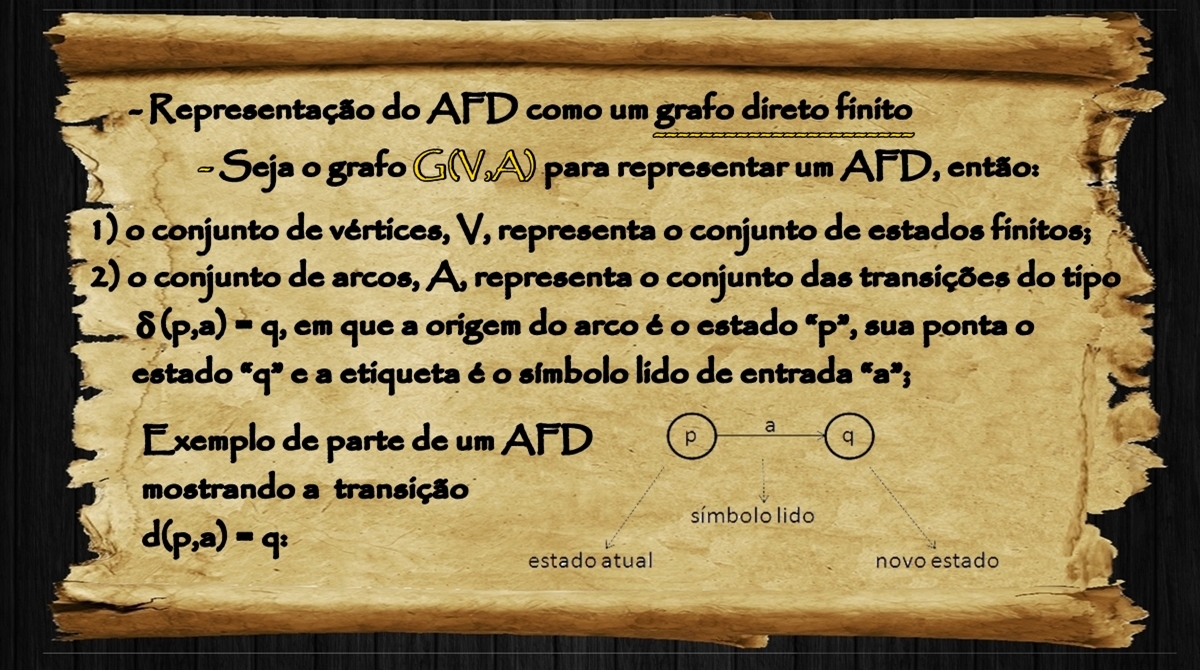 - Representação do AFD como um grafo direto finito
- Seja o grafo G(V,A) para representar um AFD, então:
1) o conjunto de vértices, V, representa o conjunto de estados finitos;
2) o conjunto de arcos, A, representa o conjunto das transições do tipo
δ (p,a) = q, em que a origem do arco é o estado “p”, sua ponta o
estado “q” e a etiqueta é o símbolo lido de entrada “a”;
Exemplo de parte de um AFD
mostrando a transição
d(p,a) = q:
p a q
símbolo lido
estado atual novo estado